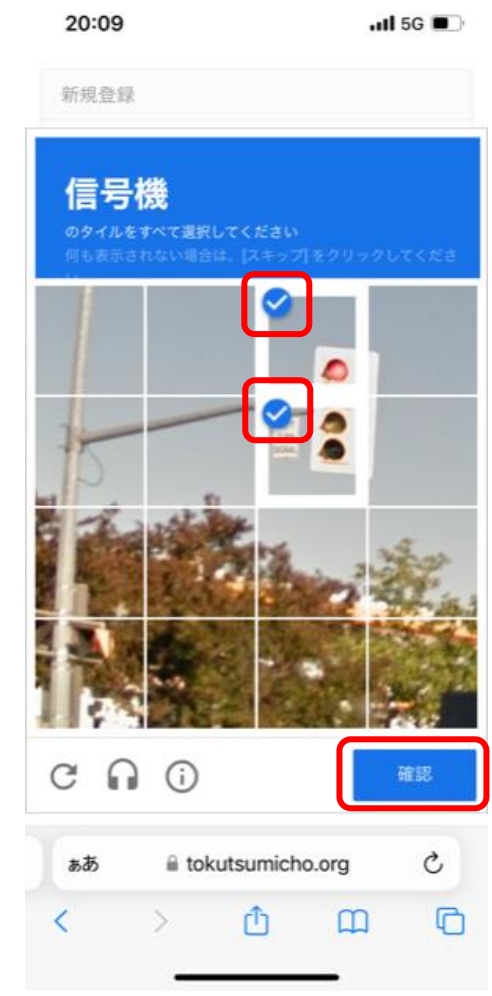 20:09
5G
新規登録
信号機
のタイルをすべて選択してください
何も表示されない場合は、[スキップ] をクリックしてくださ
確認
ぁあ
tokutsumicho.org